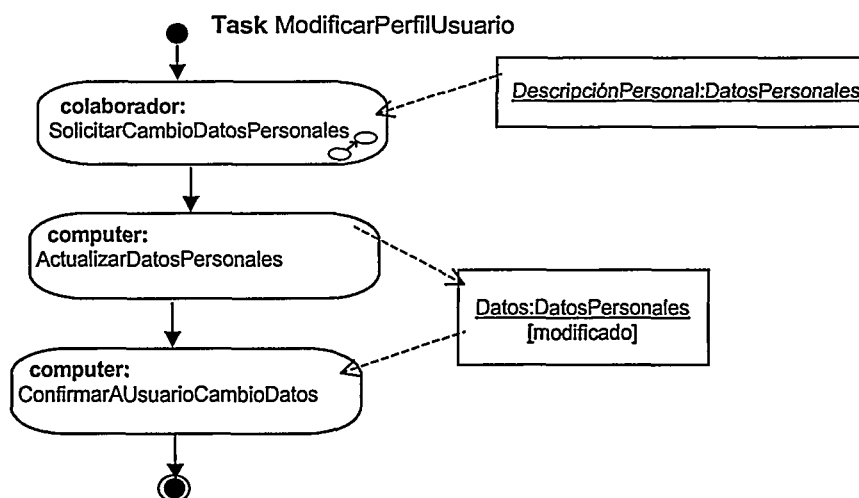 Task ModificarPerfilUsuario
colaborador:
SolicitarCambioDatosPersonales
DescripciónPersonal:DatosPersonales
computer:
ActualizarDatosPersonales
Datos:DatosPersonales
[modificado]
computer:
ConfirmarAUsuarioCambioDatos